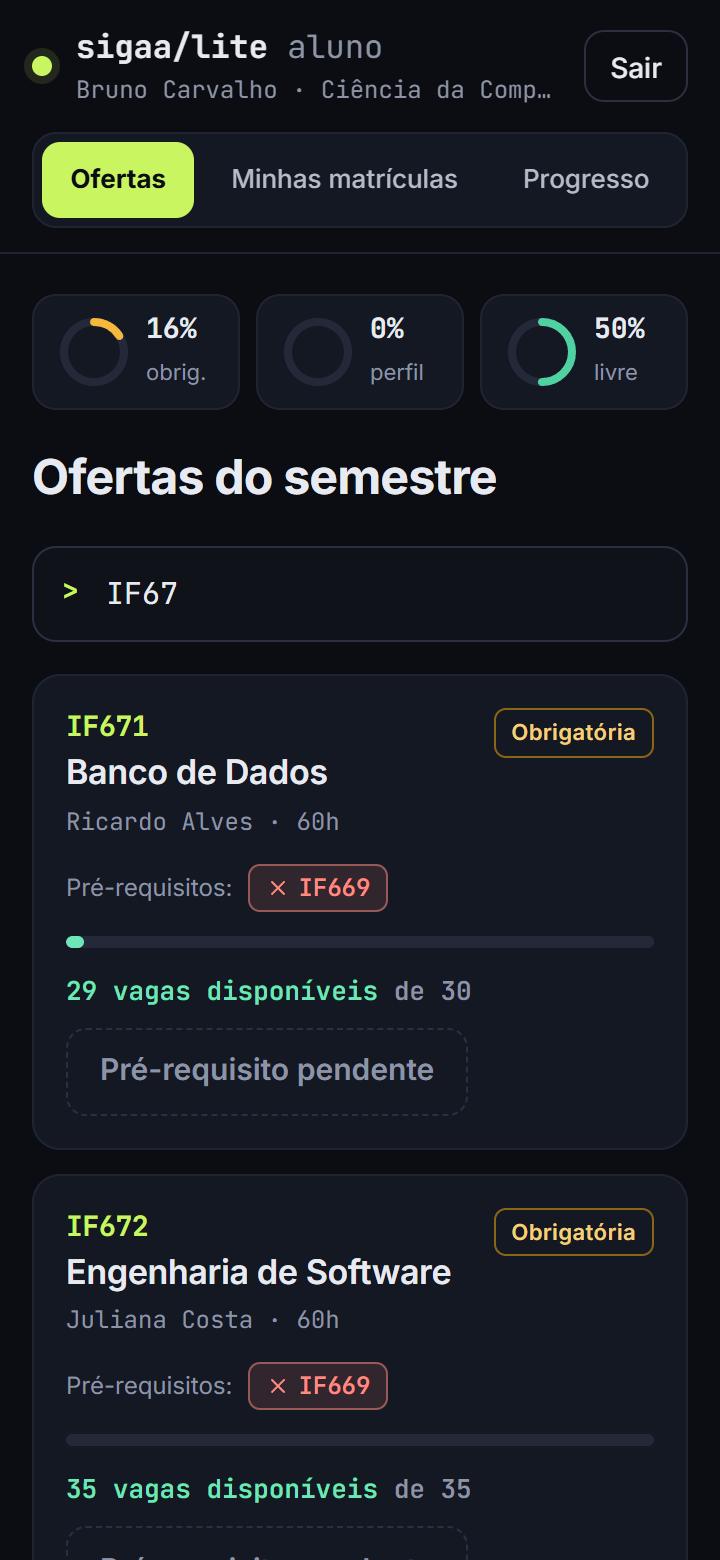 sigaa/lite aluno
Bruno Carvalho · Ciência da Comp…
Sair
Ofertas
Minhas matrículas
Progresso
16%
obrig.
0%
perfil
50%
livre
Ofertas do semestre
> IF67
IF671
Obrigatória
Banco de Dados
Ricardo Alves · 60h
Pré-requisitos: × IF669
29 vagas disponíveis de 30
Pré-requisito pendente
IF672
Obrigatória
Engenharia de Software
Juliana Costa · 60h
Pré-requisitos: × IF669
35 vagas disponíveis de 35